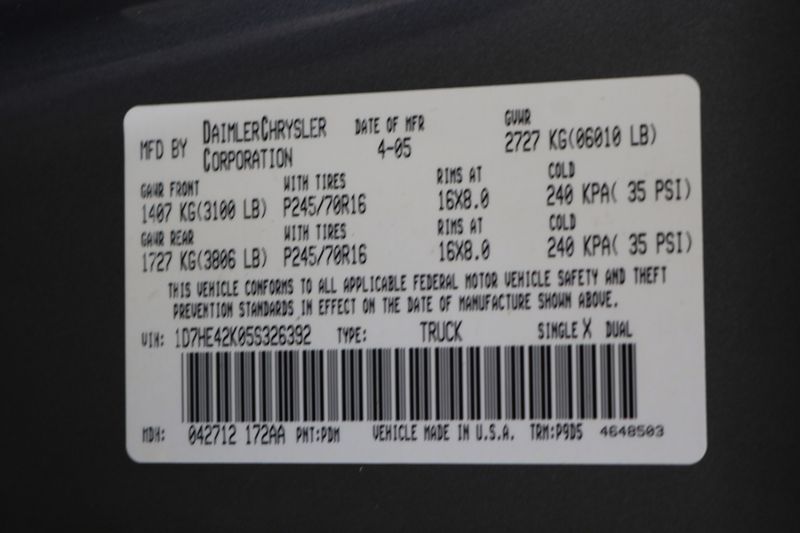 MFD BY DAIMLERCHRYSLER CORPORATION DATE OF MFR 4-05 GVWR 2727 KG(06010 LB)
GAWR FRONT WITH TIRES RIMS AT COLD
1407 KG(3100 LB) P245/70R16 16X8.0 240 KPA( 35 PSI)
GAWR REAR WITH TIRES RIMS AT COLD
1727 KG(3806 LB) P245/70R16 16X8.0 240 KPA( 35 PSI)
THIS VEHICLE CONFORMS TO ALL APPLICABLE FEDERAL MOTOR VEHICLE SAFETY AND THEFT
PREVENTION STANDARDS IN EFFECT ON THE DATE OF MANUFACTURE SHOWN ABOVE.
VIN: 1D7HE42K05S326392 TYPE: TRUCK SINGLE X DUAL
MDH: 042712 172AA PNT:PDM VEHICLE MADE IN U.S.A. TRM:P9D5 4648503